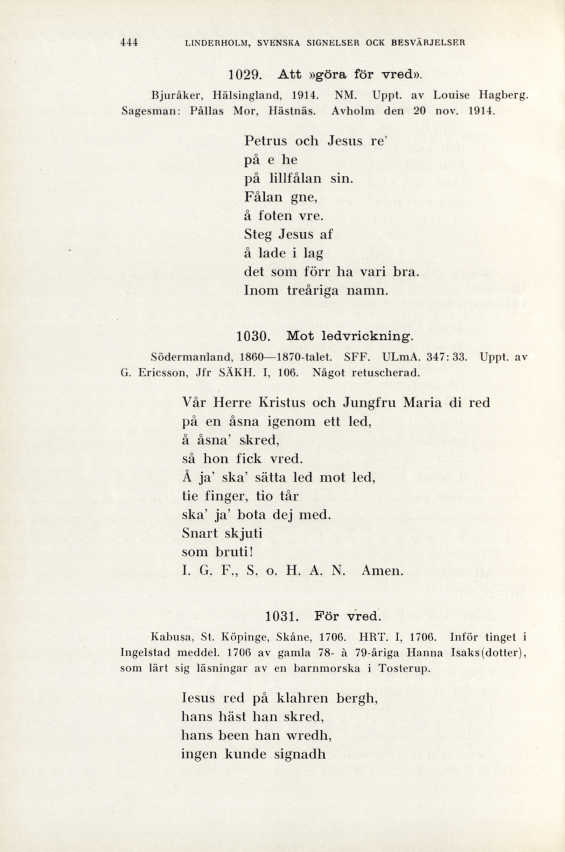 444 LINDERHOLM, SVENSKA SIGNELSER OCK BESVÄRJELSER
1029. Att »göra för vred».
Bjuråker, Hälsingland, 1914. NM. Uppt. av Louise Hagberg.
Sagesman: Pållas Mor, Hästnäs. Avholm den 20 nov. 1914.
Petrus och Jesus re'
på e he
på lillfålan sin.
Fålan gne,
å foten vre.
Steg Jesus af
å lade i lag
det som förr ha vari bra.
Inom treåriga namn.
1030. Mot ledvrickning.
Södermanland, 1860—1870-talet. SFF. ULmA. 347: 33. Uppt. av
G. Ericsson, Jfr SÄKH. I, 106. Något retuscherad.
Vår Herre Kristus och Jungfru Maria di red
på en åsna igenom ett led,
å åsna' skred,
så hon fick vred.
Å ja' ska' sätta led mot led,
tie finger, tio tår
ska' ja' bota dej med.
Snart skjuti
som bruti!
I. G. F., S. o. H. A. N. Amen.
1031. För vred.
Kabusa, St. Köpinge, Skåne, 1706. HRT. I, 1706. Inför tinget i
Ingelstad meddel. 1706 av gamla 78- à 79-åriga Hanna Isaks(dotter),
som lärt sig läsningar av en barnmorska i Tosterup.
Iesus red på klahren bergh,
hans häst han skred,
hans been han wredh,
ingen kunde signadh